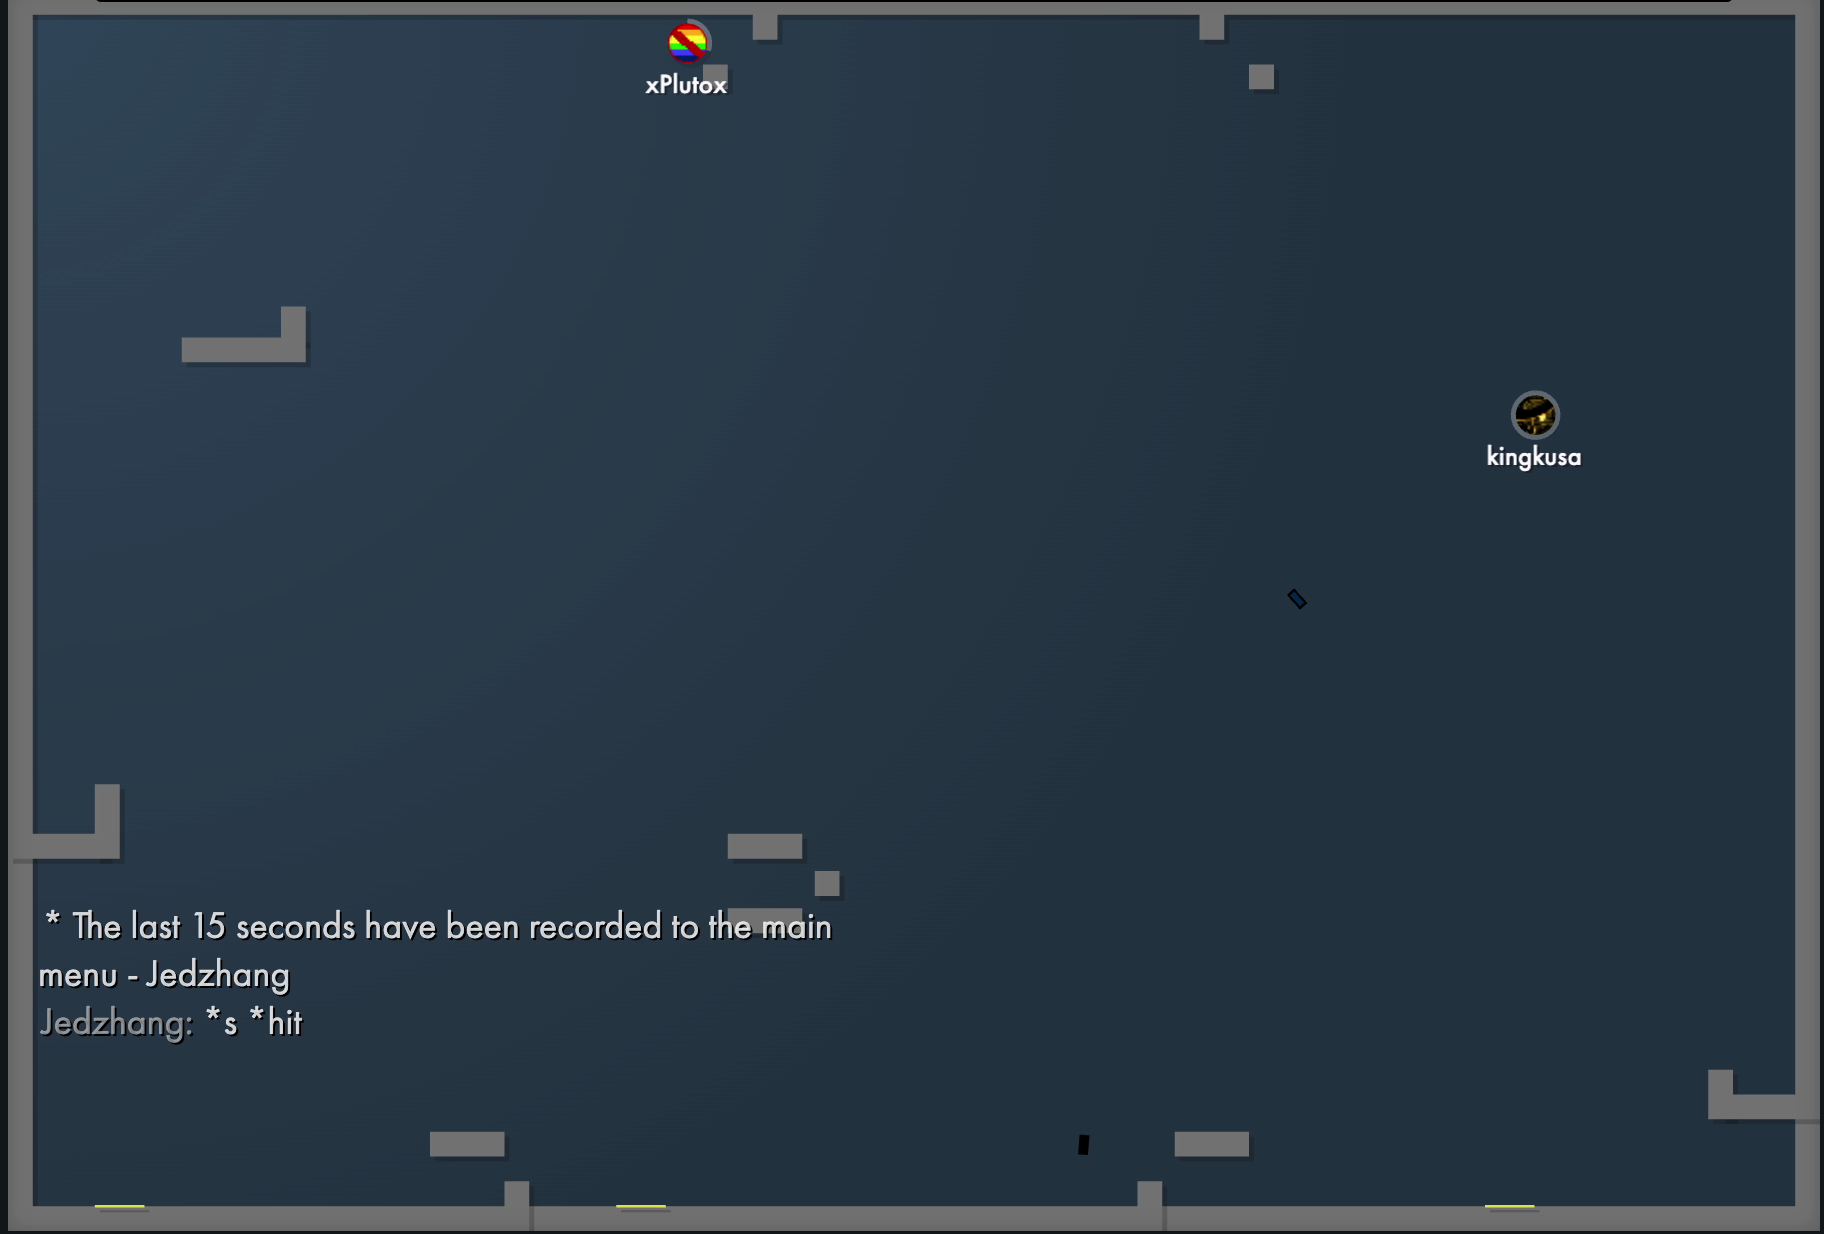 xPlutox
kingkusa
* The last 15 seconds have been recorded to the main
menu - Jedzhang
Jedzhang: *s *hit